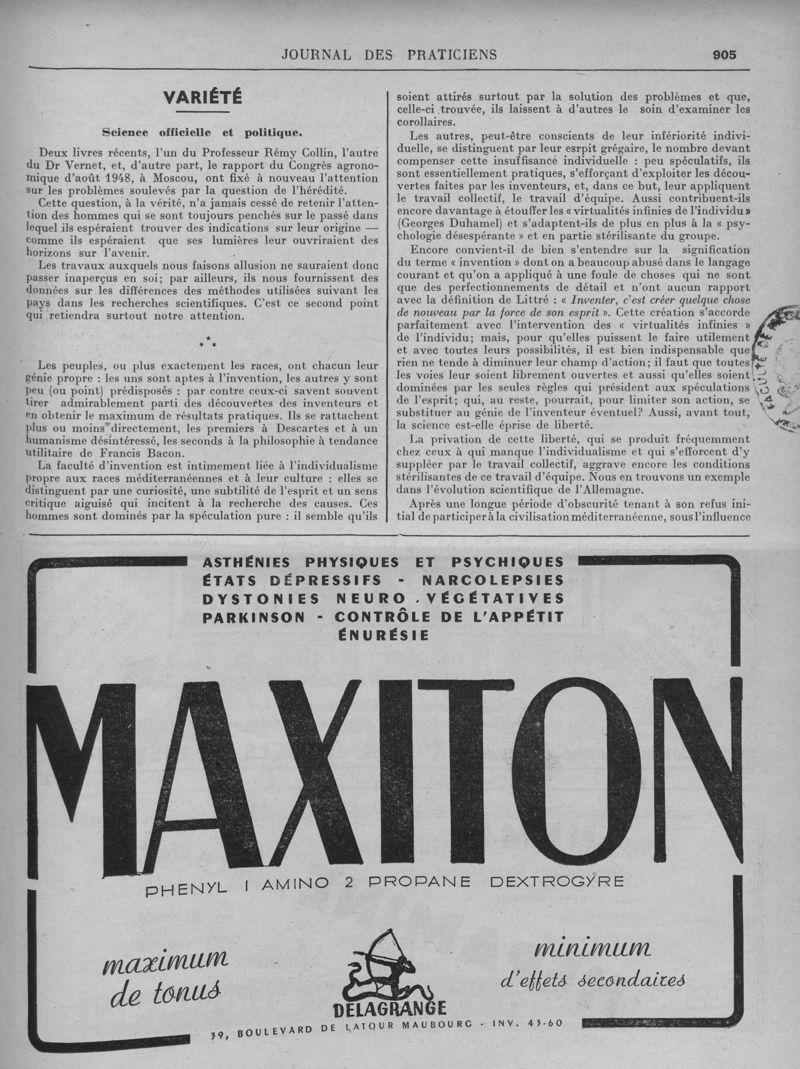 JOURNAL DES PRATICIENS
905
VARIÉTÉ
Science officielle et politique.
Deux livres récents, l'un du Professeur Rémy Collin, l'autre
du Dr Vernet, et, d'autre part, le rapport du Congrès agrono-
mique d'août 1948, à Moscou, ont fixé à nouveau l'attention
sur les problèmes soulevés par la question de l'hérédité.
Cette question, à la vérité, n'a jamais cessé de retenir l'atten-
tion des hommes qui se sont toujours penchés sur le passé dans
lequel ils espéraient trouver des indications sur leur origine —
comme ils espéraient que ses lumières leur ouvriraient des
horizons sur l'avenir.
Les travaux auxquels nous faisons allusion ne sauraient donc
passer inaperçus en soi; par ailleurs, ils nous fournissent des
données sur les différences des méthodes utilisées suivant les
pays dans les recherches scientifiques. C'est ce second point
qui retiendra surtout notre attention.
***
Les peuples, ou plus exactement les races, ont chacun leur
génie propre : les uns sont aptes à l'invention, les autres y sont
peu (ou point) prédisposés : par contre ceux-ci savent souvent
tirer admirablement parti des découvertes des inventeurs et
en obtenir le maximum de résultats pratiques. Ils se rattachent
plus ou moins directement, les premiers à Descartes et à un
humanisme désintéressé, les seconds à la philosophie à tendance
utilitaire de Francis Bacon.
La faculté d'invention est intimement liée à l'individualisme
propre aux races méditerranéennes et à leur culture : elles se
distinguent par une curiosité, une subtilité de l'esprit et un sens
critique aiguisé qui incitent à la recherche des causes. Ces
hommes sont dominés par la spéculation pure : il semble qu'ils
soient attirés surtout par la solution des problèmes et que,
celle-ci trouvée, ils laissent à d'autres le soin d'examiner les
corollaires.
Les autres, peut-être conscients de leur infériorité indivi-
duelle, se distinguent par leur esrpit grégaire, le nombre devant
compenser cette insuffisance individuelle : peu spéculatifs, ils
sont essentiellement pratiques, s'efforçant d'exploiter les décou-
vertes faites par les inventeurs, et, dans ce but, leur appliquent
le travail collectif, le travail d'équipe. Aussi contribuent-ils
encore davantage à étouffer les « virtualités infinies de l'individu »
(Georges Duhamel) et s'adaptent-ils de plus en plus à la « psy-
chologie désespérante » et en partie stérilisante du groupe.
Encore convient-il de bien s'entendre sur la signification
du terme « invention » dont on a beaucoup abusé dans le langage
courant et qu'on a appliqué à une foule de choses qui ne sont
que des perfectionnements de détail et n'ont aucun rapport
avec la définition de Littré : « Inventer, c'est créer quelque chose
de nouveau par la force de son esprit ». Cette création s'accorde
parfaitement avec l'intervention des « virtualités infinies »
de l'individu; mais, pour qu'elles puissent le faire utilement
et avec toutes leurs possibilités, il est bien indispensable que
rien ne tende à diminuer leur champ d'action; il faut que toutes
les voies leur soient librement ouvertes et aussi qu'elles soient
dominées par les seules règles qui président aux spéculations
de l'esprit; qui, au reste, pourrait, pour limiter son action, se
substituer au génie de l'inventeur éventuel? Aussi, avant tout,
la science est-elle éprise de liberté.
La privation de cette liberté, qui se produit fréquemment
chez ceux à qui manque l'individualisme et qui s'efforcent d'y
suppléer par le travail collectif, aggrave encore les conditions
stérilisantes de ce travail d'équipe. Nous en trouvons un exemple
dans l'évolution scientifique de l'Allemagne.
Après une longue période d'obscurité tenant à son refus ini-
tial de participer à la civilisation méditerranéenne, sous l'influence
ASTHÉNIES PHYSIQUES ET PSYCHIQUES
ÉTATS DÉPRESSIFS - NARCOLEPSIES
DYSTONIES NEURO . VÉGÉTATIVES
PARKINSON - CONTRÔLE DE L'APPÉTIT
ÉNURÉSIE
MAXITON
PHENYL 1 AMINO 2 PROPANE DEXTROGYRE
maximum
de tonus
minimum
d'effets secondaires
DELAGRANGE
39, BOULEVARD DE LATOUR MAUBOURG - INV. 43-60